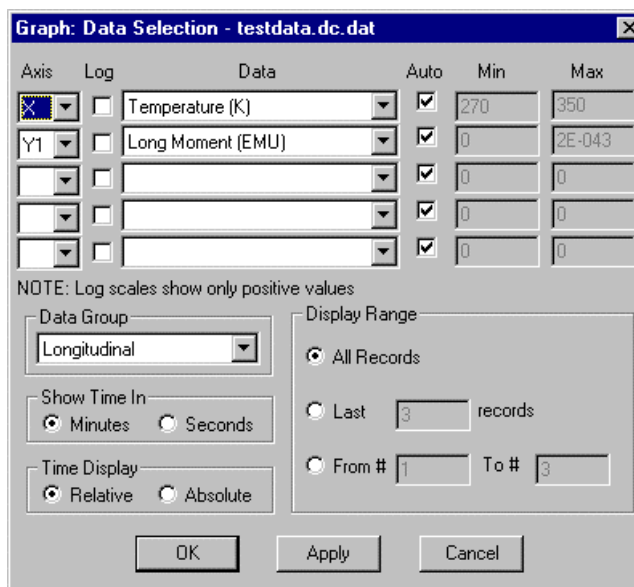 Graph: Data Selection - testdata.dc.dat
Axis Log Data Auto Min Max
X Temperature (K) 270 350
Y1 Long Moment (EMU) 0 2E-043
0 0
0 0
0 0
NOTE: Log scales show only positive values
Data Group
Longitudinal
Show Time In
Minutes Seconds
Time Display
Relative Absolute
Display Range
All Records
Last 3 records
From # 1 To # 3
OK Apply Cancel